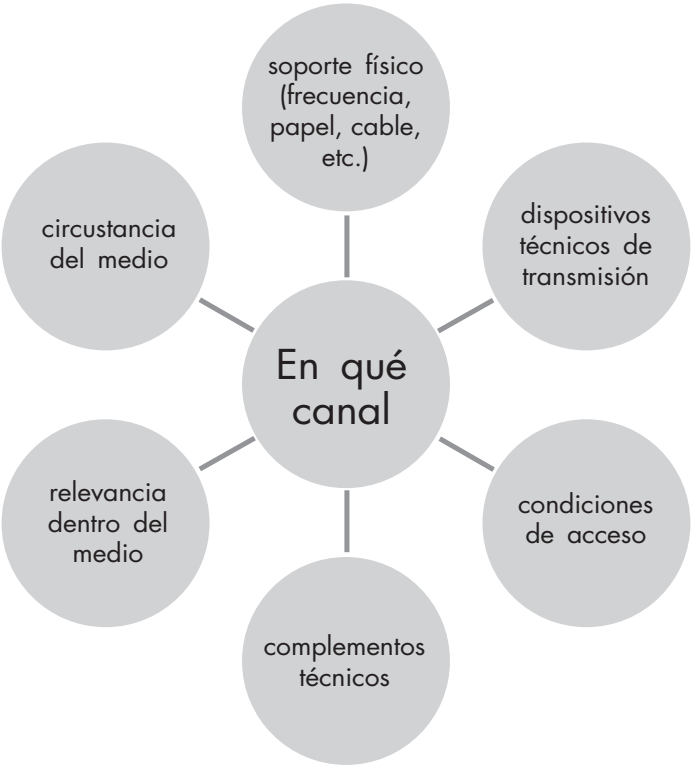 soporte físico
(frecuencia,
papel, cable,
etc.)
circustancia
del medio
dispositivos
técnicos de
transmisión
En qué
canal
relevancia
dentro del
medio
condiciones
de acceso
complementos
técnicos